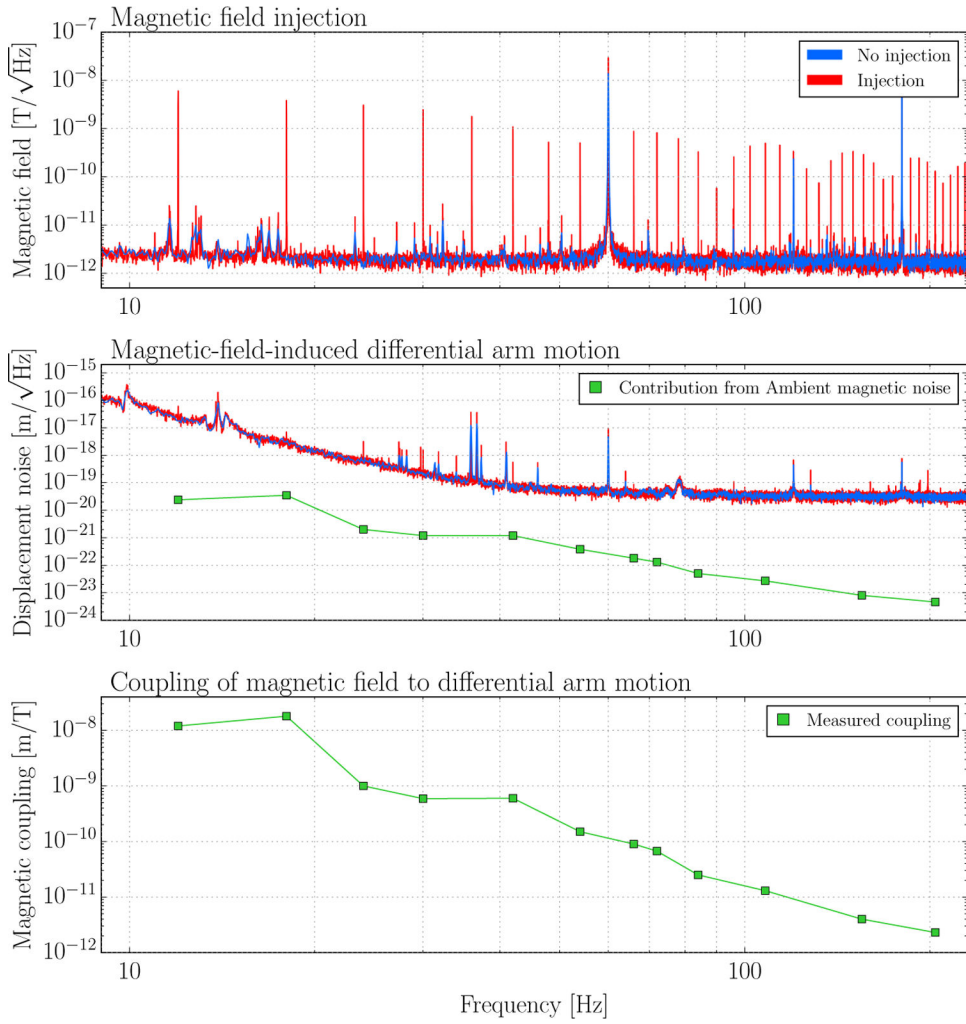 Magnetic field injection
Magnetic field [T/√Hz]
10⁻⁷
10⁻⁸
10⁻⁹
10⁻¹⁰
10⁻¹¹
10⁻¹²
No injection
Injection
10
100
Magnetic-field-induced differential arm motion
Displacement noise [m/√Hz]
10⁻¹⁵
10⁻¹⁶
10⁻¹⁷
10⁻¹⁸
10⁻¹⁹
10⁻²⁰
10⁻²¹
10⁻²²
10⁻²³
10⁻²⁴
Contribution from Ambient magnetic noise
10
100
Coupling of magnetic field to differential arm motion
Magnetic coupling [m/T]
10⁻⁸
10⁻⁹
10⁻¹⁰
10⁻¹¹
10⁻¹²
Measured coupling
10
100
Frequency [Hz]